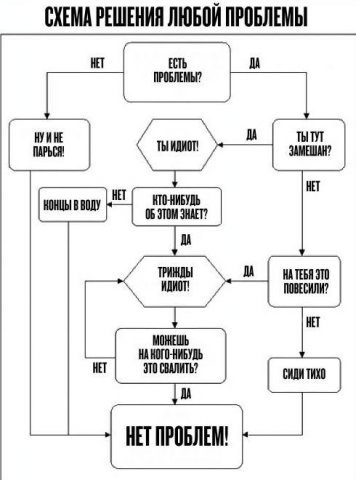 СХЕМА РЕШЕНИЯ ЛЮБОЙ ПРОБЛЕМЫ
НЕТ
ЕСТЬ
ПРОБЛЕМЫ?
ДА
НУ И НЕ
ПАРЬСЯ!
ТЫ ИДИОТ!
ДА
ТЫ ТУТ
ЗАМЕШАН?
КОНЦЫ В ВОДУ
НЕТ
КТО-НИБУДЬ
ОБ ЭТОМ ЗНАЕТ?
НЕТ
ДА
ТРИЖДЫ
ИДИОТ!
ДА
НА ТЕБЯ ЭТО
ПОВЕСИЛИ?
НЕТ
МОЖЕШЬ
НА КОГО-НИБУДЬ
ЭТО СВАЛИТЬ?
НЕТ
СИДИ ТИХО
ДА
НЕТ ПРОБЛЕМ!